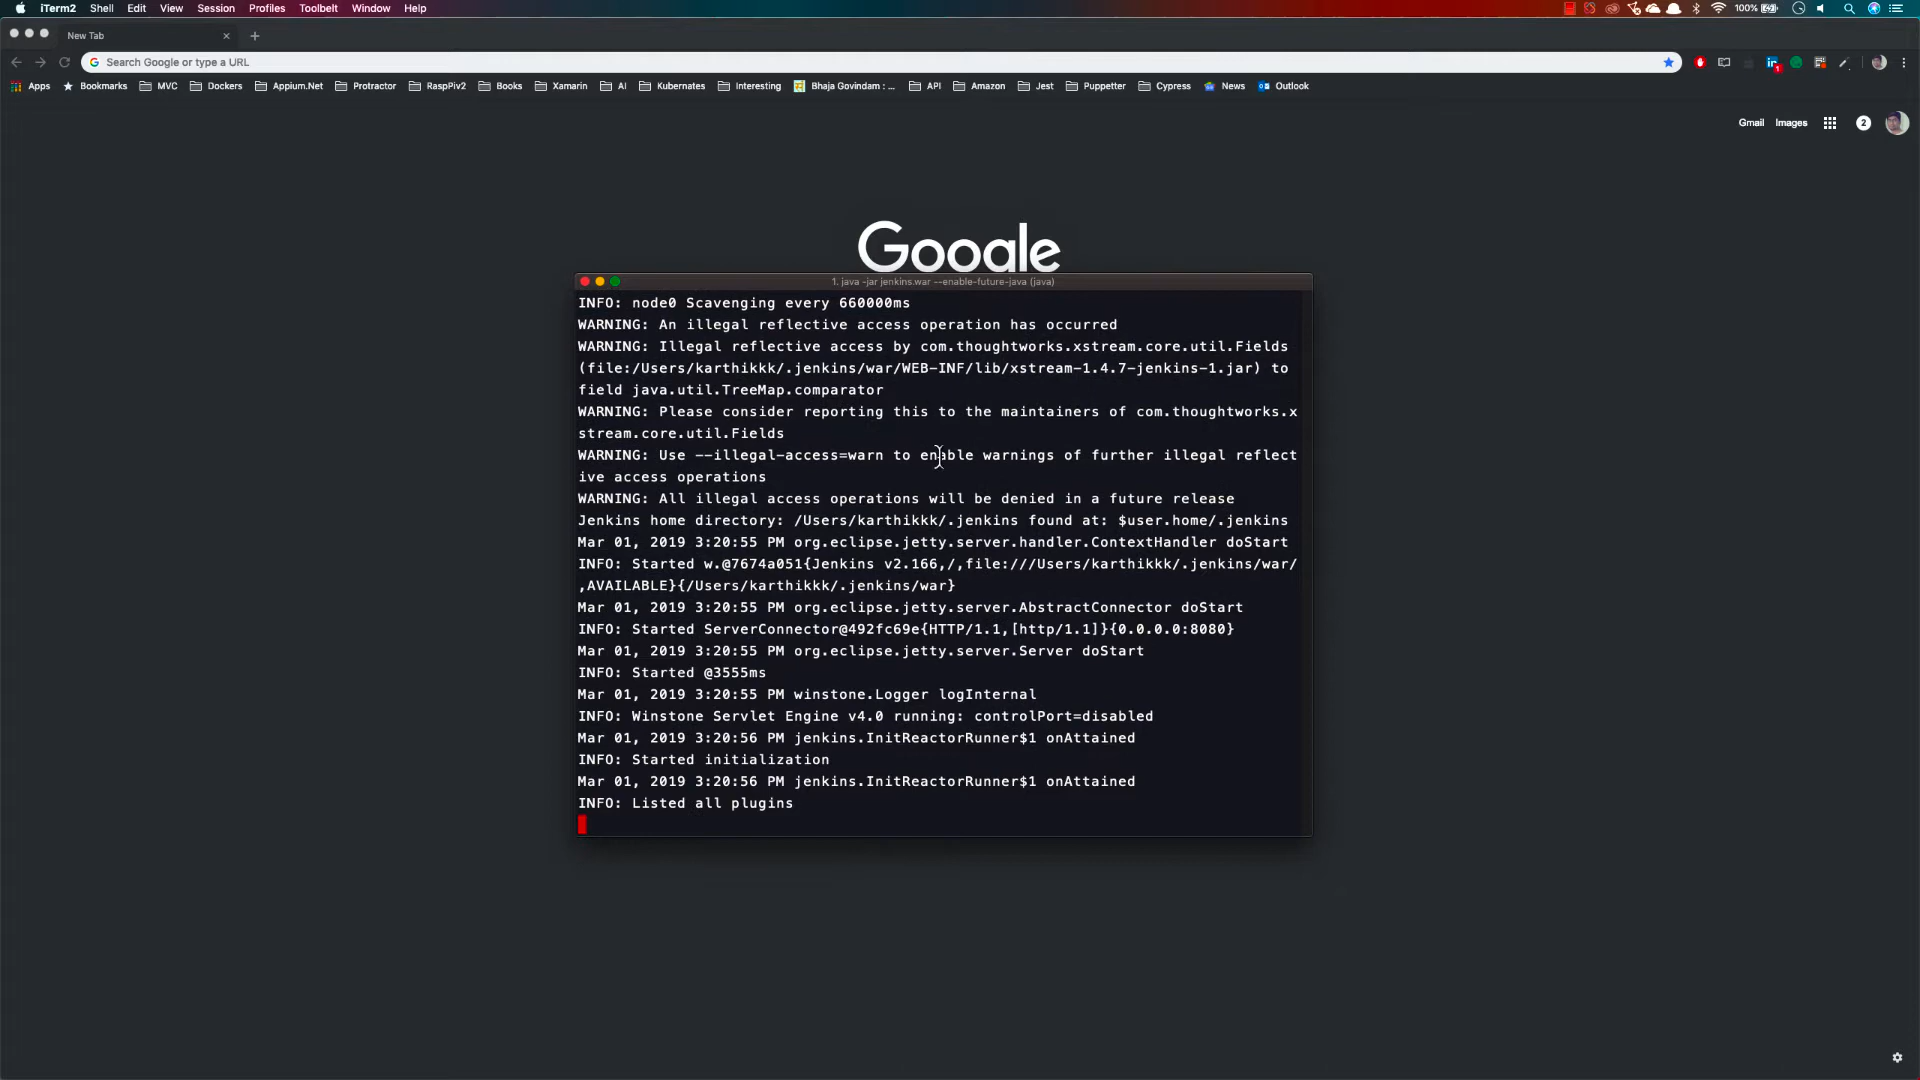 iTerm2 Shell Edit View Session Profiles Toolbelt Window Help 100%
New Tab
Search Google or type a URL
Apps Bookmarks MVC Dockers Appium.Net Protractor RaspPiv2 Books Xamarin AI Kubernates Interesting Bhaja Govindam : ... API Amazon Jest Puppetter Cypress News Outlook
Gmail Images 2
Google
1. java -jar jenkins.war --enable-future-java (java)
INFO: node0 Scavenging every 660000ms
WARNING: An illegal reflective access operation has occurred
WARNING: Illegal reflective access by com.thoughtworks.xstream.core.util.Fields
(file:/Users/karthikkk/.jenkins/war/WEB-INF/lib/xstream-1.4.7-jenkins-1.jar) to
field java.util.TreeMap.comparator
WARNING: Please consider reporting this to the maintainers of com.thoughtworks.x
stream.core.util.Fields
WARNING: Use --illegal-access=warn to enable warnings of further illegal reflect
ive access operations
WARNING: All illegal access operations will be denied in a future release
Jenkins home directory: /Users/karthikkk/.jenkins found at: $user.home/.jenkins
Mar 01, 2019 3:20:55 PM org.eclipse.jetty.server.handler.ContextHandler doStart
INFO: Started w.@7674a051{Jenkins v2.166,/,file:///Users/karthikkk/.jenkins/war/
,AVAILABLE}{/Users/karthikkk/.jenkins/war}
Mar 01, 2019 3:20:55 PM org.eclipse.jetty.server.AbstractConnector doStart
INFO: Started ServerConnector@492fc69e{HTTP/1.1,[http/1.1]}{0.0.0.0:8080}
Mar 01, 2019 3:20:55 PM org.eclipse.jetty.server.Server doStart
INFO: Started @3555ms
Mar 01, 2019 3:20:55 PM winstone.Logger logInternal
INFO: Winstone Servlet Engine v4.0 running: controlPort=disabled
Mar 01, 2019 3:20:56 PM jenkins.InitReactorRunner$1 onAttained
INFO: Started initialization
Mar 01, 2019 3:20:56 PM jenkins.InitReactorRunner$1 onAttained
INFO: Listed all plugins